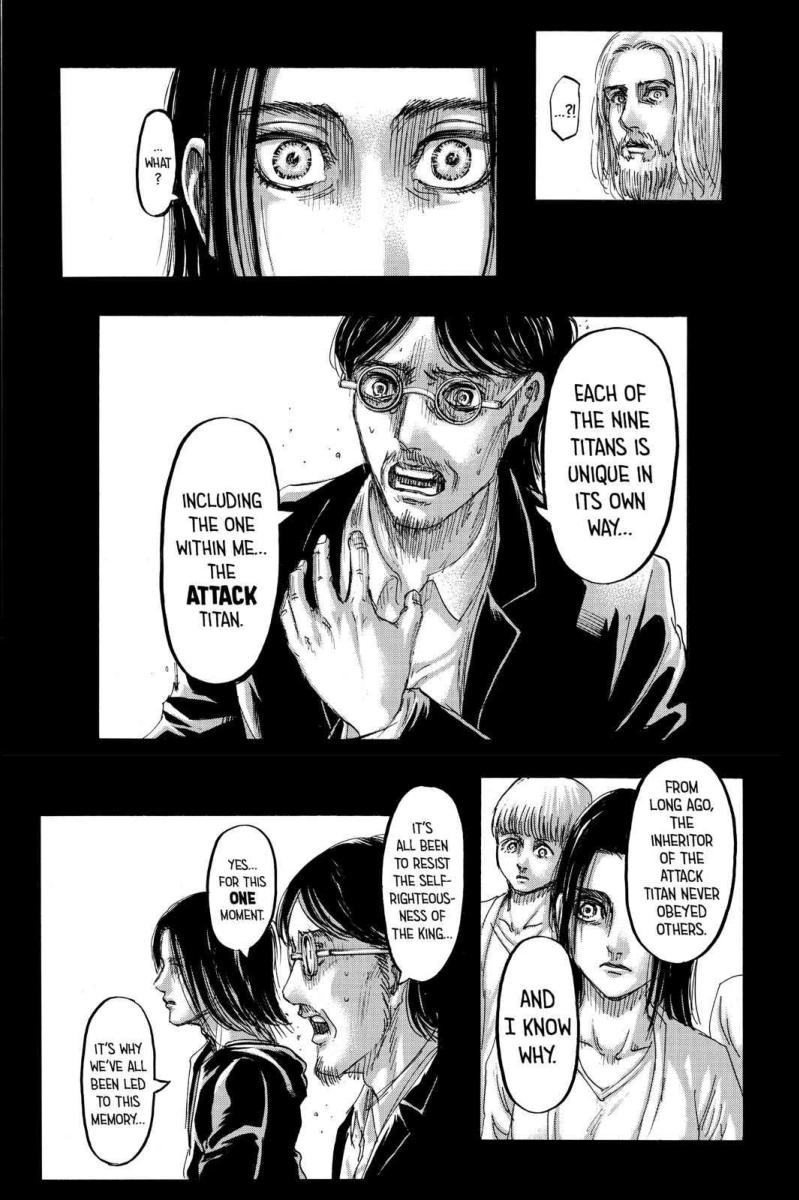 ...?!
...
WHAT
?
EACH OF
THE NINE
TITANS IS
UNIQUE IN
ITS OWN
WAY...
INCLUDING
THE ONE
WITHIN ME...
THE
ATTACK
TITAN.
FROM
LONG AGO,
THE
INHERITOR
OF THE
ATTACK
TITAN NEVER
OBEYED
OTHERS.
AND
I KNOW
WHY.
IT'S
ALL BEEN
TO RESIST
THE SELF-
RIGHTEOUS-
NESS OF
THE KING...
YES...
FOR THIS
ONE
MOMENT.
IT'S WHY
WE'VE ALL
BEEN LED
TO THIS
MEMORY...